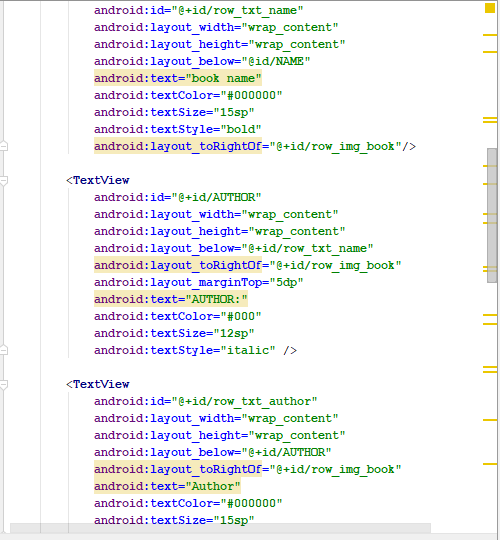 android:id="@+id/row_txt_name"
android:layout_width="wrap_content"
android:layout_height="wrap_content"
android:layout_below="@id/NAME"
android:text="book name"
android:textColor="#000000"
android:textSize="15sp"
android:textStyle="bold"
android:layout_toRightOf="@+id/row_img_book"/>
<TextView
android:id="@+id/AUTHOR"
android:layout_width="wrap_content"
android:layout_height="wrap_content"
android:layout_below="@+id/row_txt_name"
android:layout_toRightOf="@+id/row_img_book"
android:layout_marginTop="5dp"
android:text="AUTHOR:"
android:textColor="#000"
android:textSize="12sp"
android:textStyle="italic" />
<TextView
android:id="@+id/row_txt_author"
android:layout_width="wrap_content"
android:layout_height="wrap_content"
android:layout_below="@+id/AUTHOR"
android:layout_toRightOf="@+id/row_img_book"
android:text="Author"
android:textColor="#000000"
android:textSize="15sp"